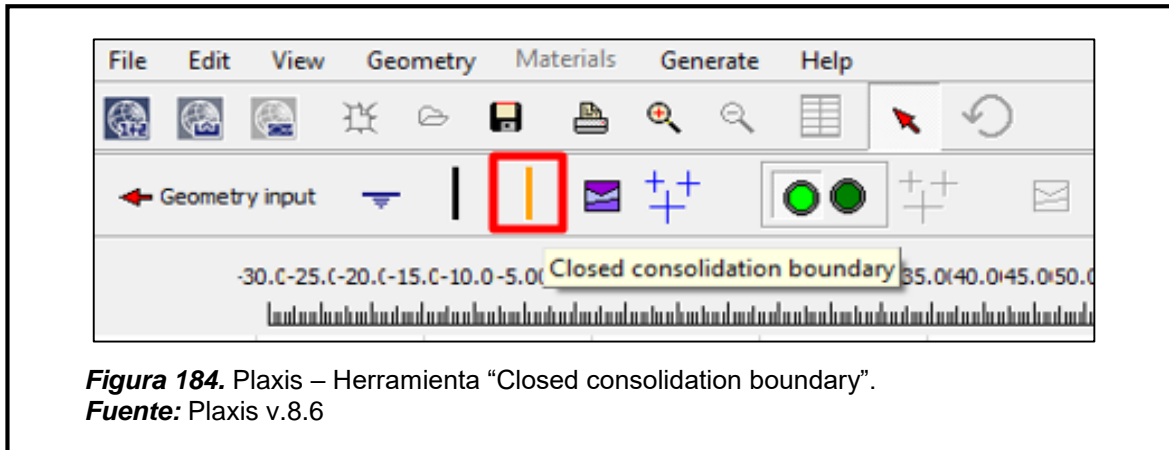 File Edit View Geometry Materials Generate Help
Geometry input
Closed consolidation boundary
-30.0 -25.0 -20.0 -15.0 -10.0 -5.00 35.0 40.0 45.0 50.0
Figura 184. Plaxis – Herramienta “Closed consolidation boundary”.
Fuente: Plaxis v.8.6